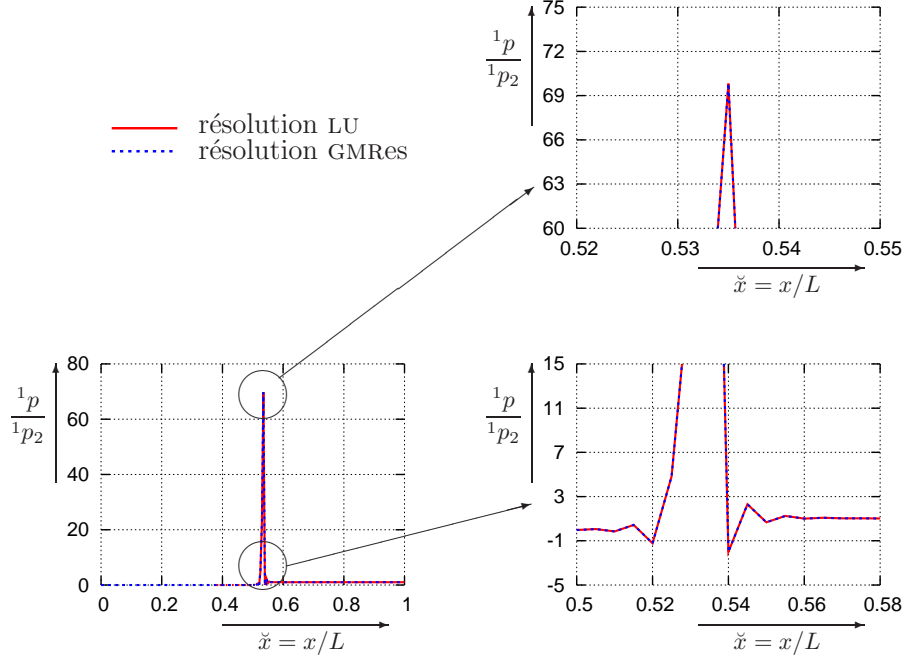 75
72
69
66
63
60
0.52
0.53
0.54
0.55
¹p
¹p₂
x̆ = x/L
résolution LU
résolution GMRes
80
60
40
20
0
0
0.2
0.4
0.6
0.8
1
¹p
¹p₂
x̆ = x/L
15
11
7
3
-1
-5
0.5
0.52
0.54
0.56
0.58
¹p
¹p₂
x̆ = x/L